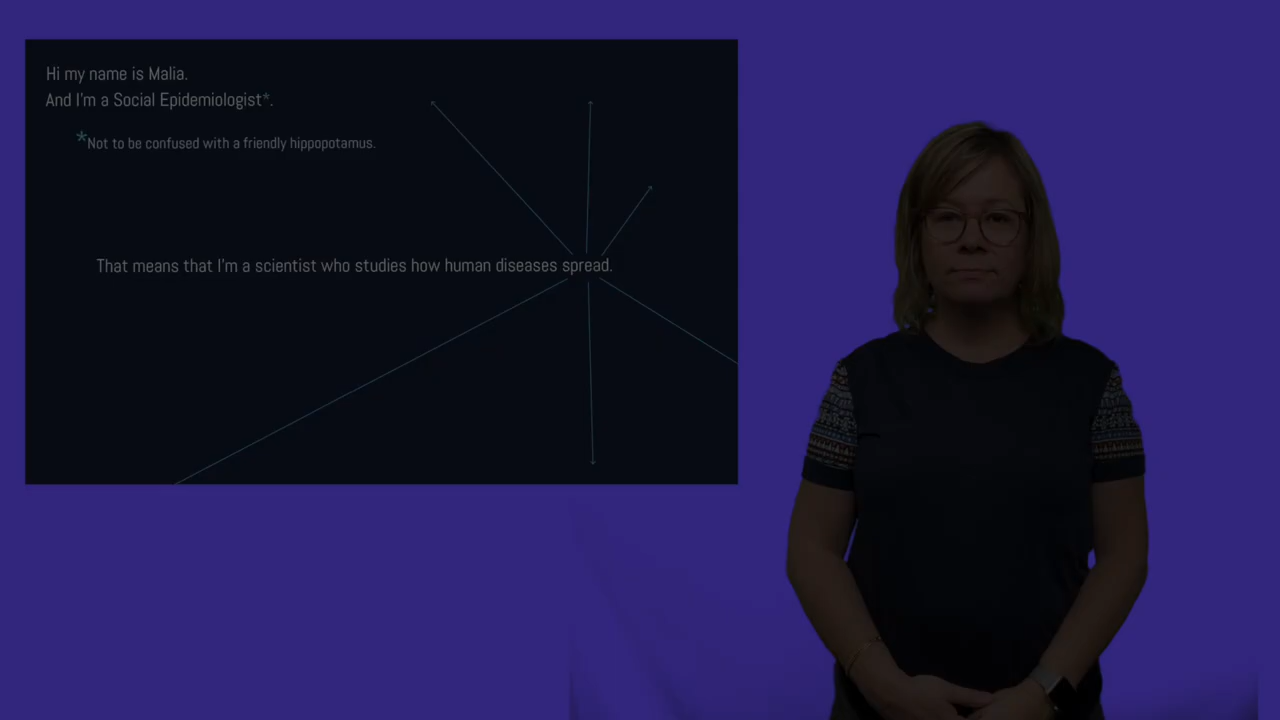 Hi my name is Malia.
And I'm a Social Epidemiologist*.
*Not to be confused with a friendly hippopotamus.
That means that I'm a scientist who studies how human diseases spread.